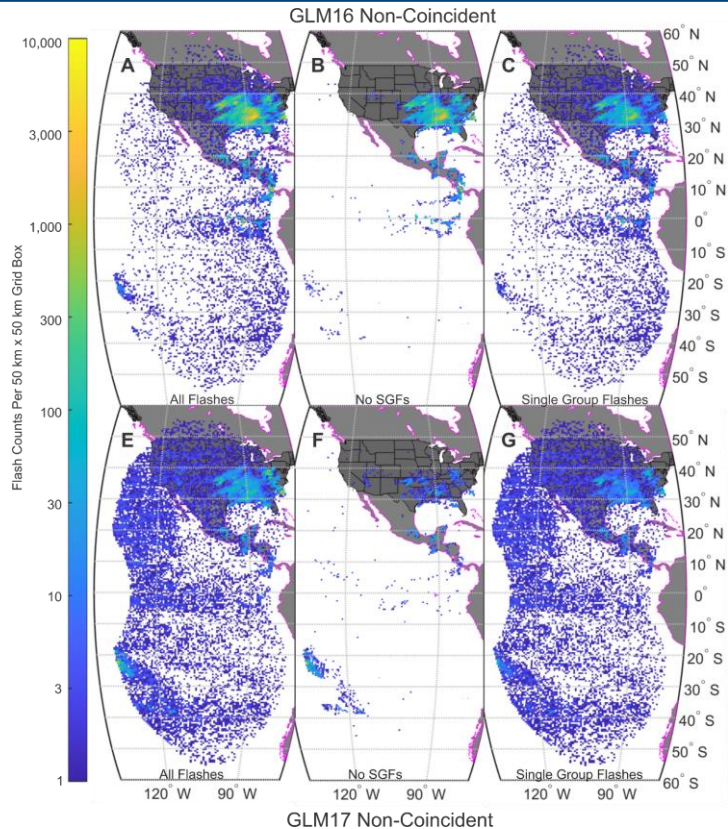 GLM16 Non-Coincident
10,000
3,000
1,000
300
100
30
10
3
1
Flash Counts Per 50 km x 50 km Grid Box
A
B
C
60° N
50° N
40° N
30° N
20° N
10° N
0°
10° S
20° S
30° S
40° S
50° S
All Flashes
No SGFs
Single Group Flashes
E
F
G
50° N
40° N
30° N
20° N
10° N
0°
10° S
20° S
30° S
40° S
50° S
60° S
All Flashes
No SGFs
Single Group Flashes
120° W
90° W
120° W
90° W
120° W
90° W
GLM17 Non-Coincident